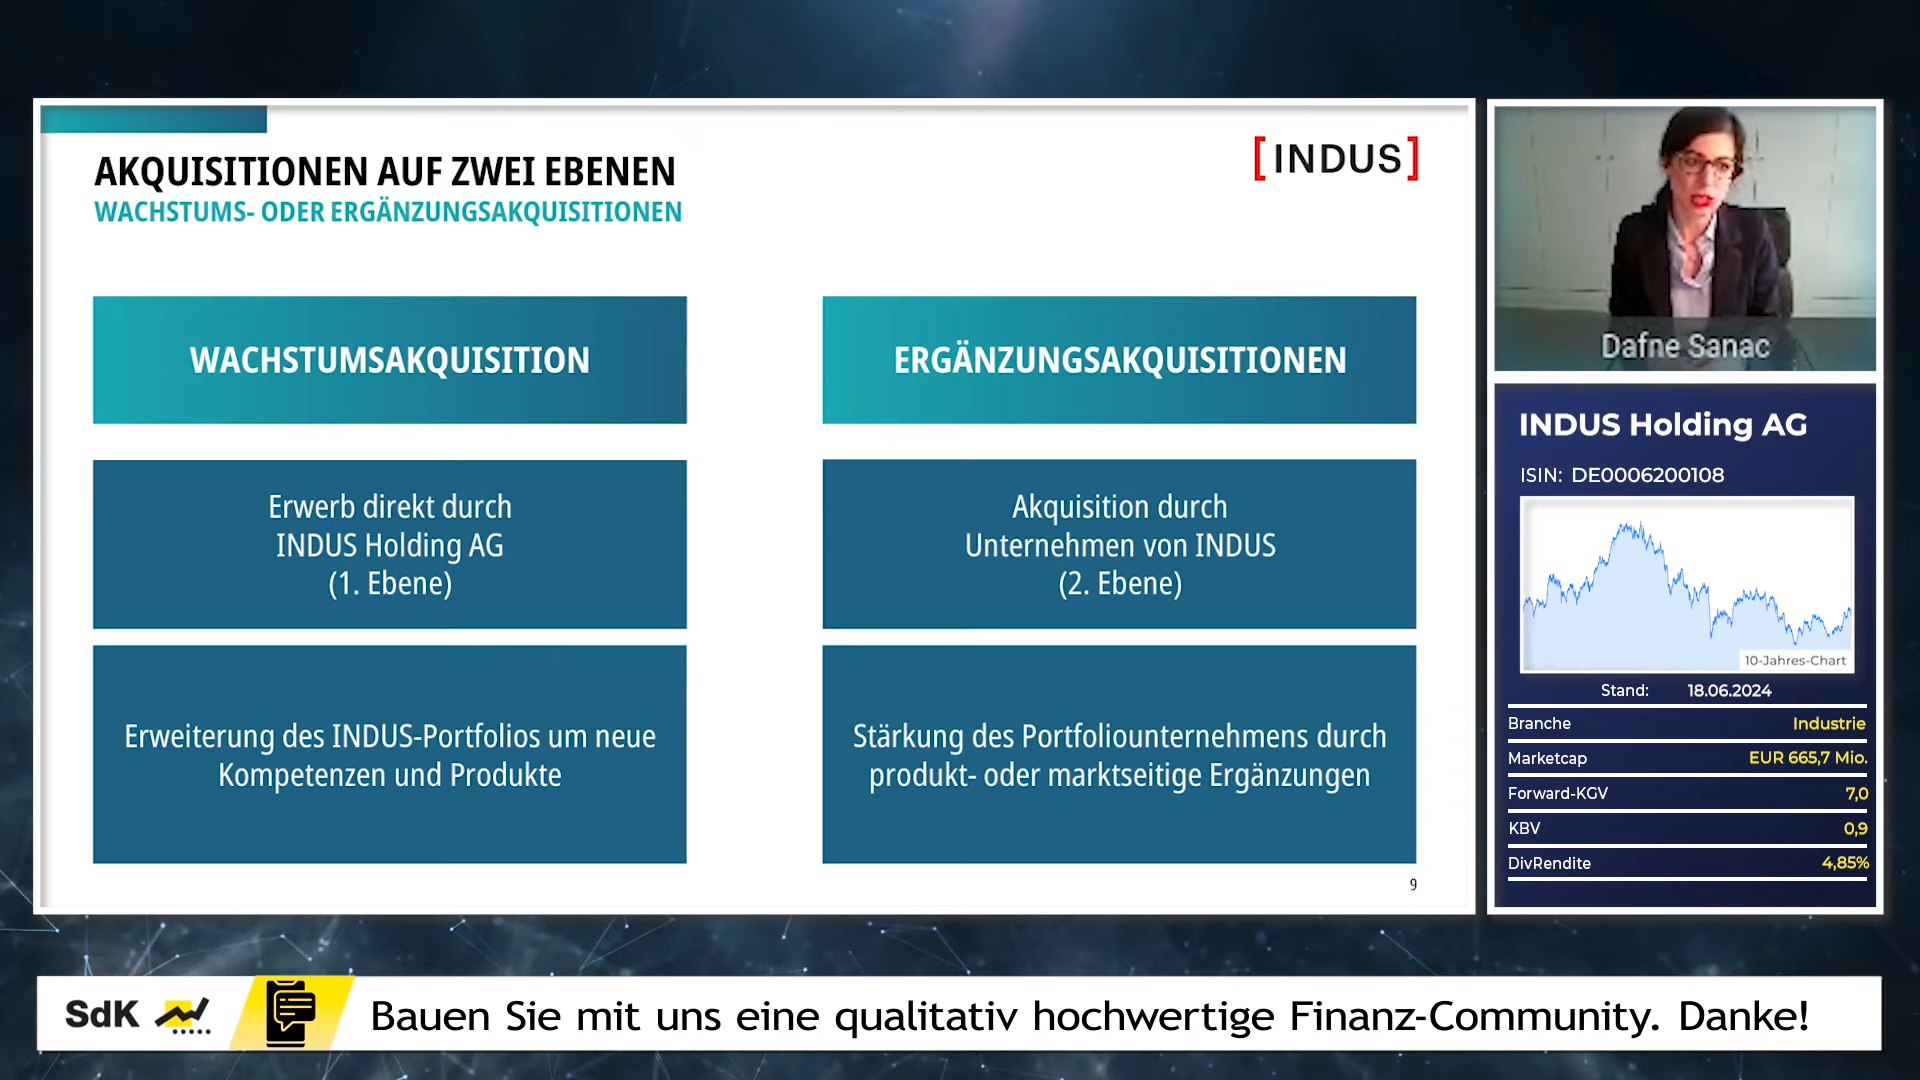 AKQUISITIONEN AUF ZWEI EBENEN
WACHSTUMS- ODER ERGÄNZUNGSAKQUISITIONEN
[INDUS]
WACHSTUMSAKQUISITION
Erwerb direkt durch
INDUS Holding AG
(1. Ebene)
Erweiterung des INDUS-Portfolios um neue
Kompetenzen und Produkte
ERGÄNZUNGSAKQUISITIONEN
Akquisition durch
Unternehmen von INDUS
(2. Ebene)
Stärkung des Portfoliounternehmens durch
produkt- oder marktseitige Ergänzungen
9
Dafne Sanac
INDUS Holding AG
ISIN: DE0006200108
10-Jahres-Chart
Stand: 18.06.2024
Branche Industrie
Marketcap EUR 665,7 Mio.
Forward-KGV 7,0
KBV 0,9
DivRendite 4,85%
SdK
Bauen Sie mit uns eine qualitativ hochwertige Finanz-Community. Danke!